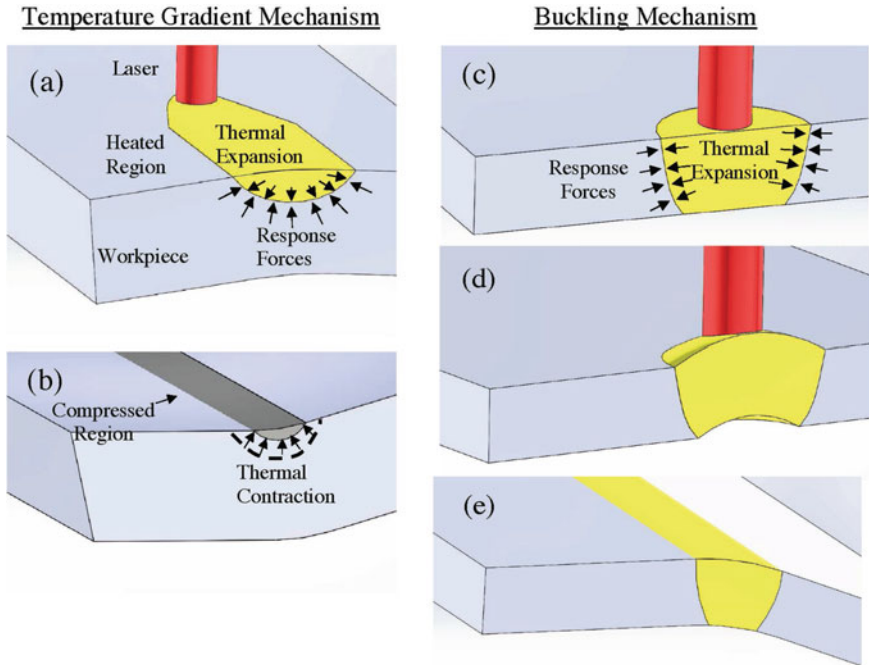 Temperature Gradient Mechanism
(a)
Laser
Heated
Region
Thermal
Expansion
Workpiece
Response
Forces
(b)
Compressed
Region
Thermal
Contraction
Buckling Mechanism
(c)
Response
Forces
Thermal
Expansion
(d)
(e)